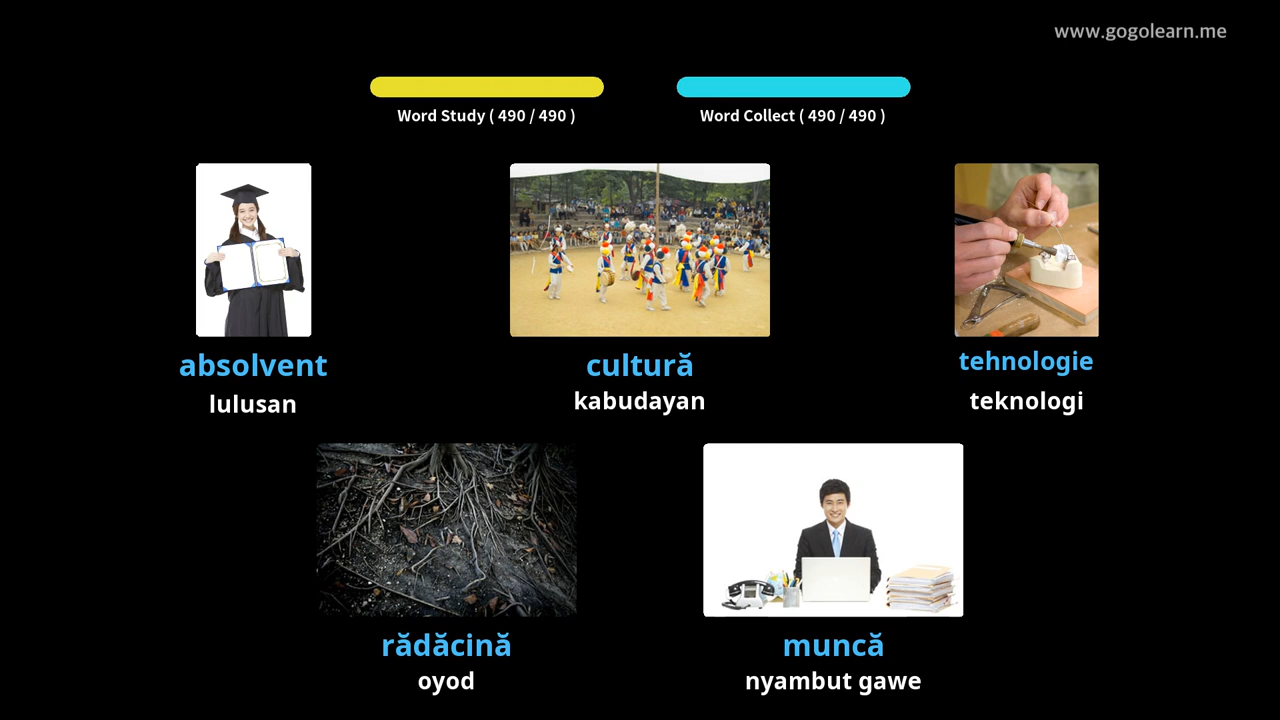 www.gogolearn.me
Word Study ( 490 / 490 )
Word Collect ( 490 / 490 )
absolvent
lulusan
cultură
kabudayan
tehnologie
teknologi
rădăcină
oyod
muncă
nyambut gawe